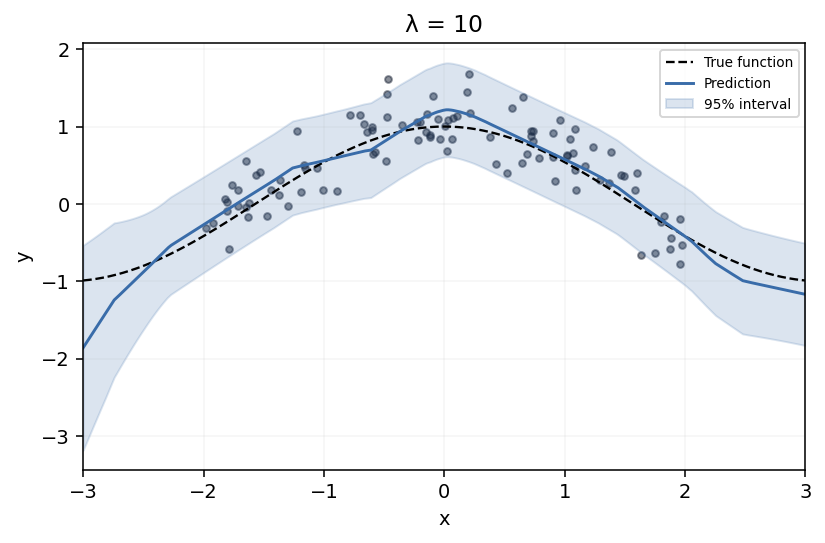 λ = 10
True function
Prediction
95% interval
y
2
1
0
−1
−2
−3
−3
−2
−1
0
1
2
3
x